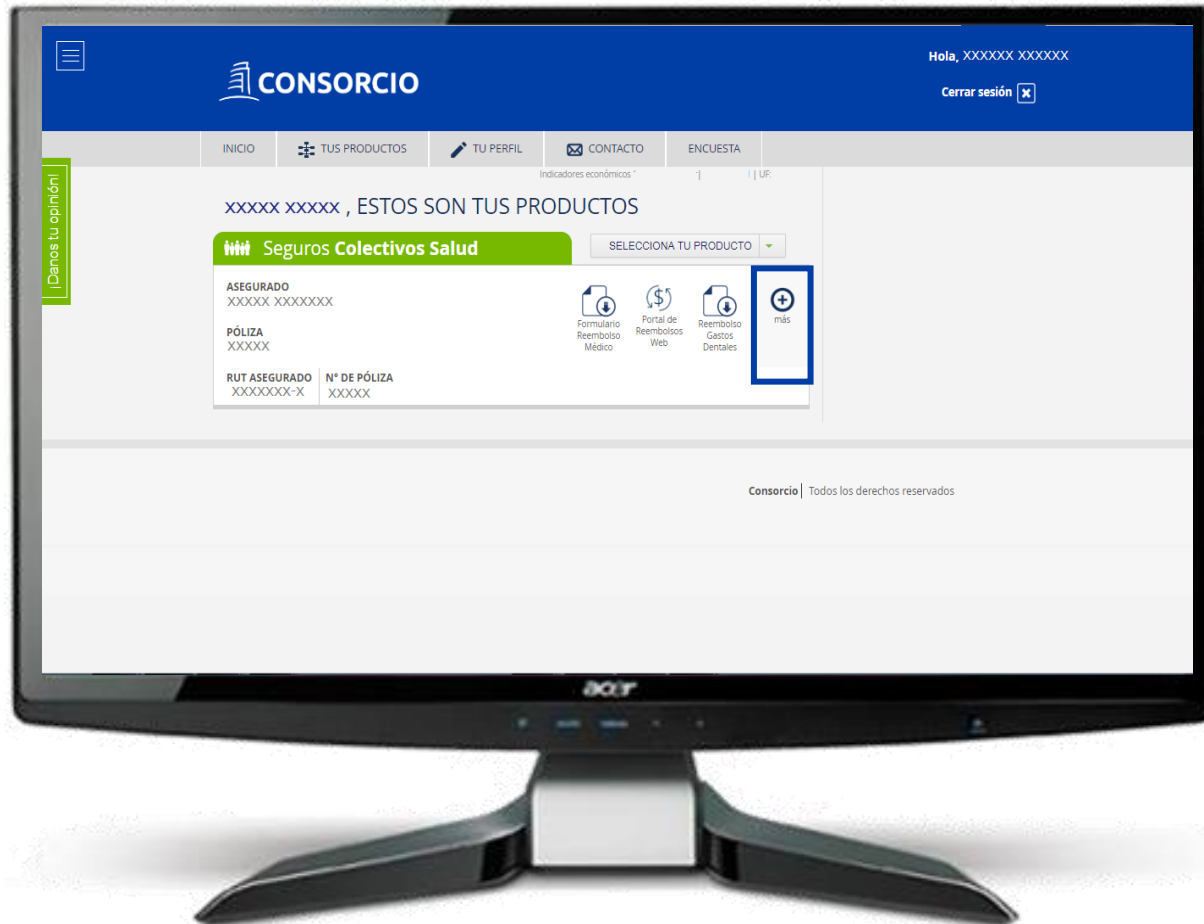 Hola, XXXXXX XXXXXX
CONSORCIO
Cerrar sesión
INICIO TUS PRODUCTOS TU PERFIL CONTACTO ENCUESTA
¡Danos tu opinión!
Indicadores económicos | | UF:
XXXXX XXXXX , ESTOS SON TUS PRODUCTOS
Seguros Colectivos Salud
SELECCIONA TU PRODUCTO
ASEGURADO
XXXXX XXXXXXX
PÓLIZA
XXXXX
RUT ASEGURADO N° DE PÓLIZA
XXXXXXX-X XXXXX
Formulario
Reembolso
Médico
Portal de
Reembolsos
Web
Reembolso
Gastos
Dentales
más
Consorcio| Todos los derechos reservados
acer